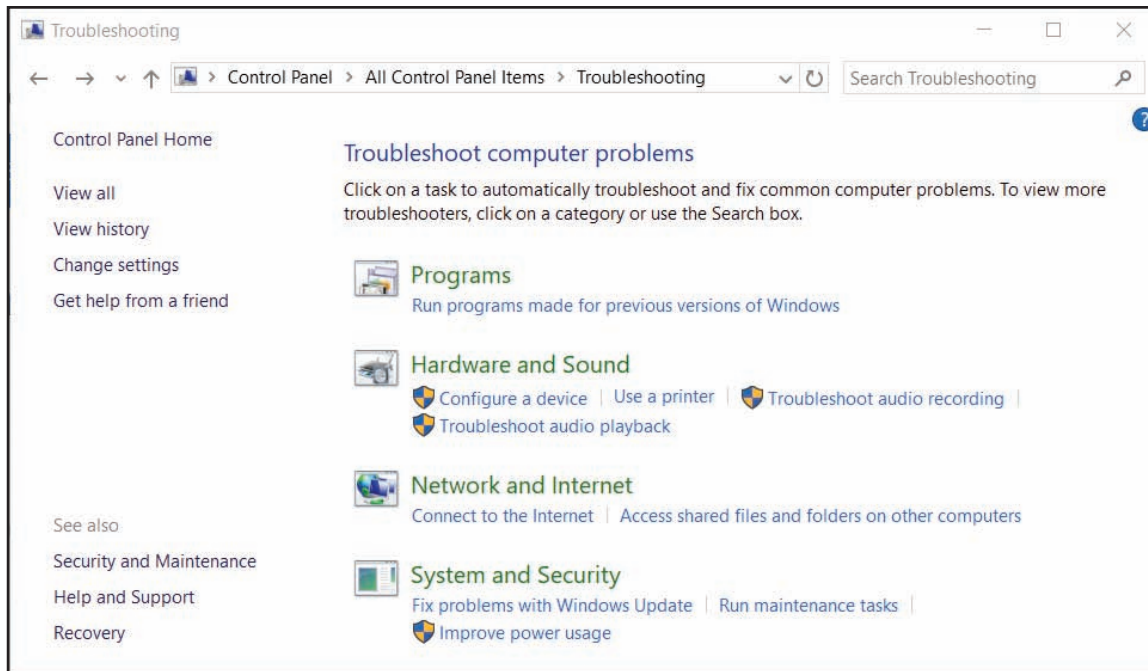 Troubleshooting
Control Panel > All Control Panel Items > Troubleshooting
Search Troubleshooting
?
Control Panel Home
View all
View history
Change settings
Get help from a friend
See also
Security and Maintenance
Help and Support
Recovery
Troubleshoot computer problems
Click on a task to automatically troubleshoot and fix common computer problems. To view more
troubleshooters, click on a category or use the Search box.
Programs
Run programs made for previous versions of Windows
Hardware and Sound
Configure a device | Use a printer | Troubleshoot audio recording |
Troubleshoot audio playback
Network and Internet
Connect to the Internet | Access shared files and folders on other computers
System and Security
Fix problems with Windows Update | Run maintenance tasks |
Improve power usage